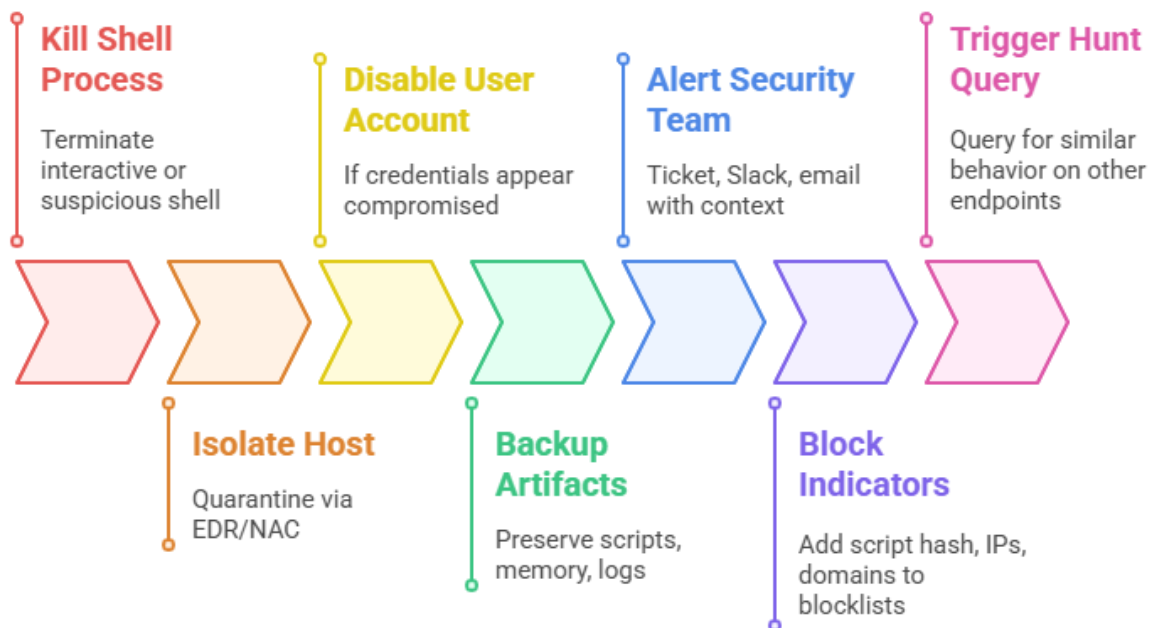 Kill Shell
Process
Terminate
interactive or
suspicious shell
Isolate Host
Quarantine via
EDR/NAC
Disable User
Account
If credentials appear
compromised
Backup
Artifacts
Preserve scripts,
memory, logs
Alert Security
Team
Ticket, Slack, email
with context
Block
Indicators
Add script hash, IPs,
domains to
blocklists
Trigger Hunt
Query
Query for similar
behavior on other
endpoints